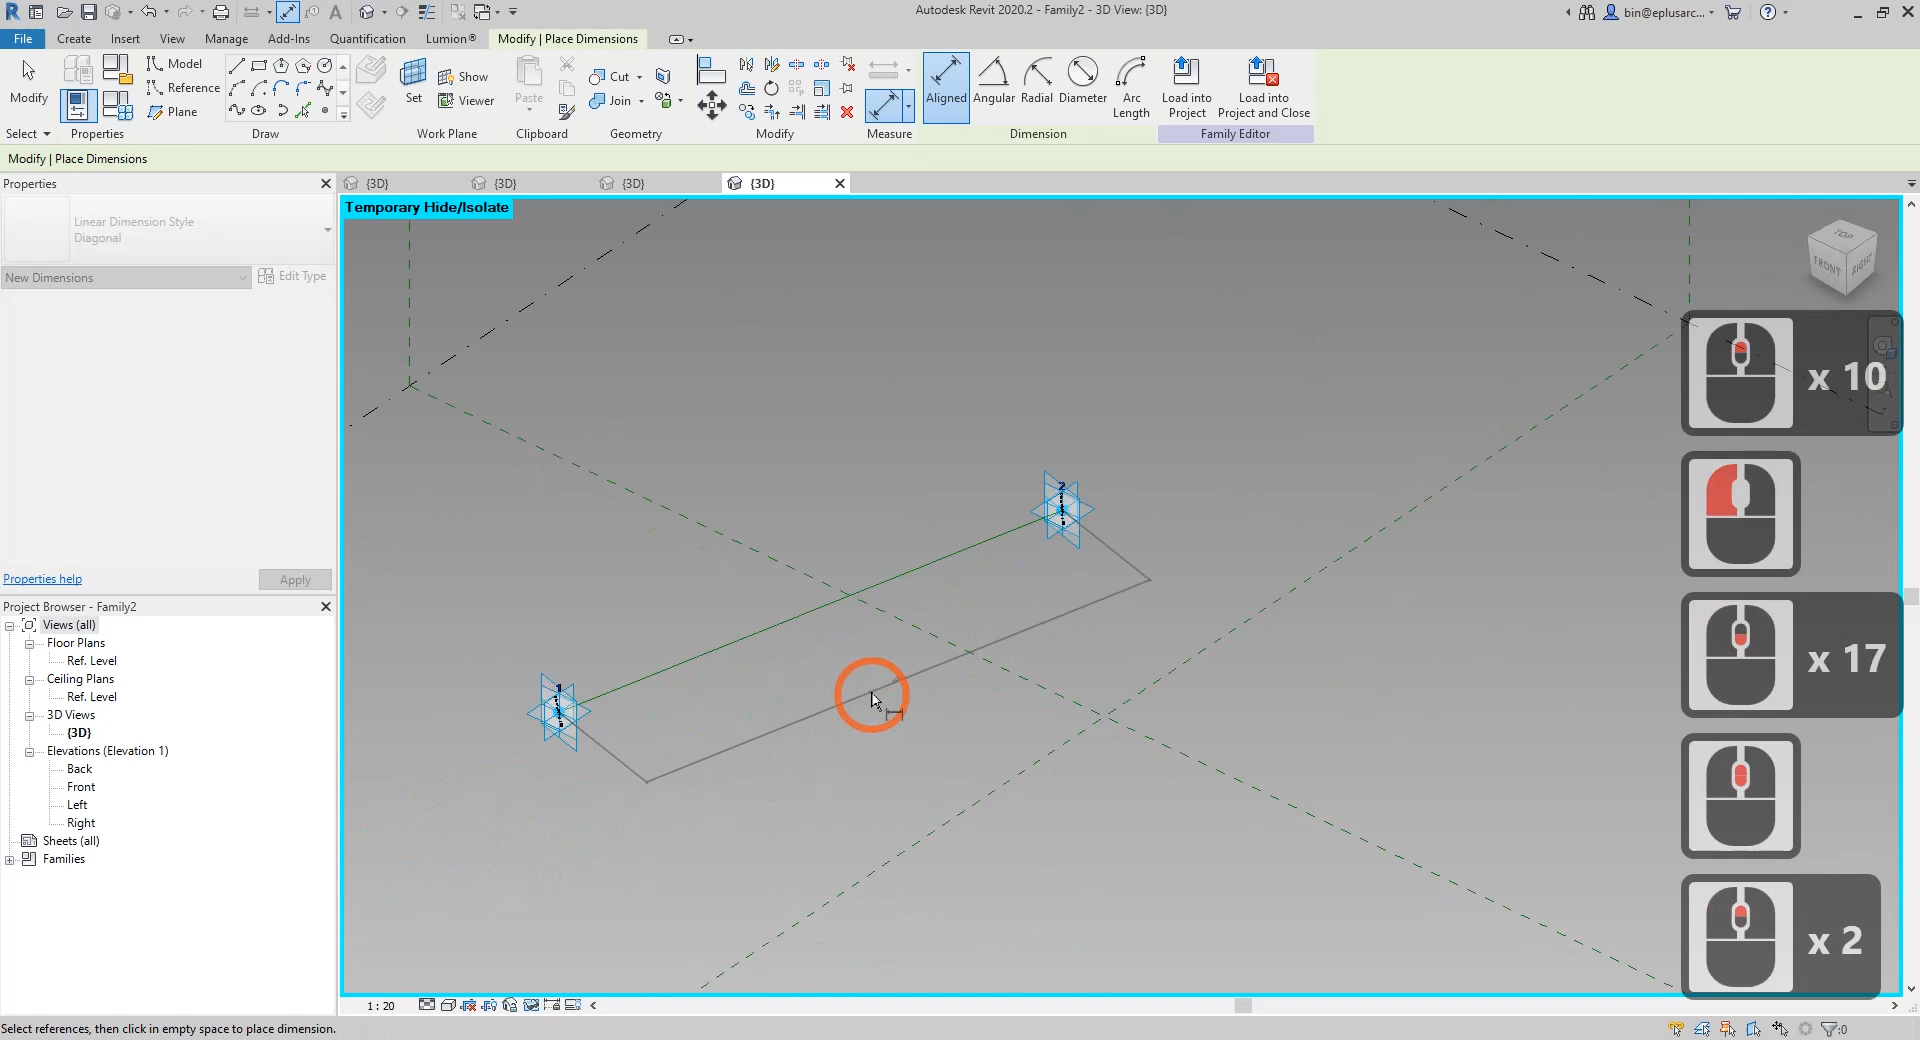 Autodesk Revit 2020.2 - Family2 - 3D View: {3D}
bin@eplusarc...
File
Create
Insert
View
Manage
Add-Ins
Quantification
Lumion®
Modify | Place Dimensions
Modify
Model
Reference
Plane
Set
Show
Viewer
Paste
Cut
Join
Aligned
Angular
Radial
Diameter
Arc
Length
Load into
Project
Load into
Project and Close
Select
Properties
Draw
Work Plane
Clipboard
Geometry
Modify
Measure
Dimension
Family Editor
Modify | Place Dimensions
Properties
{3D}
{3D}
{3D}
{3D}
Linear Dimension Style
Diagonal
New Dimensions
Edit Type
Properties help
Apply
Project Browser - Family2
Views (all)
Floor Plans
Ref. Level
Ceiling Plans
Ref. Level
3D Views
{3D}
Elevations (Elevation 1)
Back
Front
Left
Right
Sheets (all)
Families
Temporary Hide/Isolate
TOP
FRONT
RIGHT
2
1
x 10
x 17
x 2
1 : 20
Select references, then click in empty space to place dimension.
:0